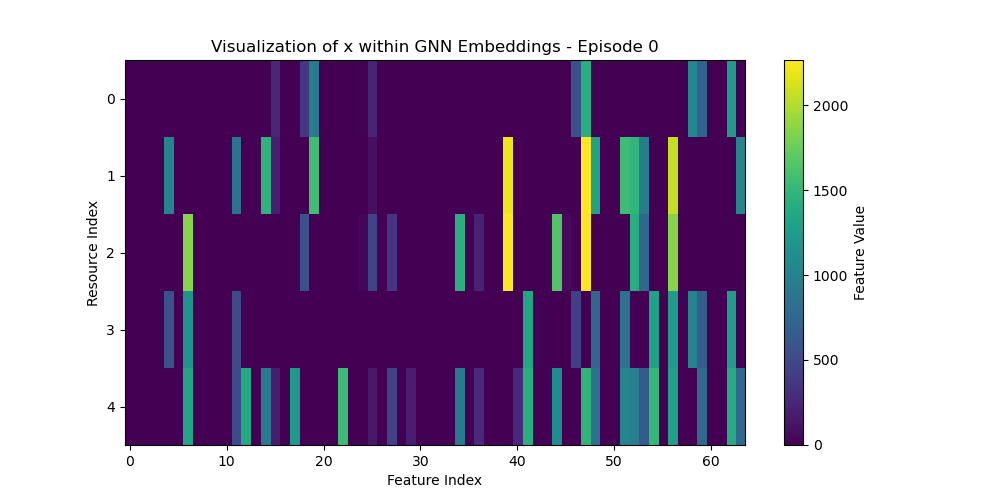 Visualization of x within GNN Embeddings - Episode 0
Resource Index
0
1
2
3
4
0 10 20 30 40 50 60
Feature Index
2000
1500
1000
500
0
Feature Value